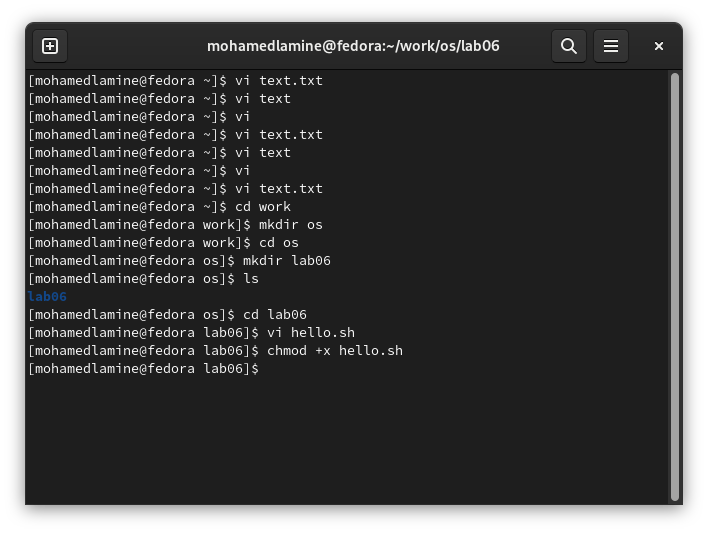 mohamedlamine@fedora:~/work/os/lab06
[mohamedlamine@fedora ~]$ vi text.txt
[mohamedlamine@fedora ~]$ vi text
[mohamedlamine@fedora ~]$ vi
[mohamedlamine@fedora ~]$ vi text.txt
[mohamedlamine@fedora ~]$ vi text
[mohamedlamine@fedora ~]$ vi
[mohamedlamine@fedora ~]$ vi text.txt
[mohamedlamine@fedora ~]$ cd work
[mohamedlamine@fedora work]$ mkdir os
[mohamedlamine@fedora work]$ cd os
[mohamedlamine@fedora os]$ mkdir lab06
[mohamedlamine@fedora os]$ ls
lab06
[mohamedlamine@fedora os]$ cd lab06
[mohamedlamine@fedora lab06]$ vi hello.sh
[mohamedlamine@fedora lab06]$ chmod +x hello.sh
[mohamedlamine@fedora lab06]$